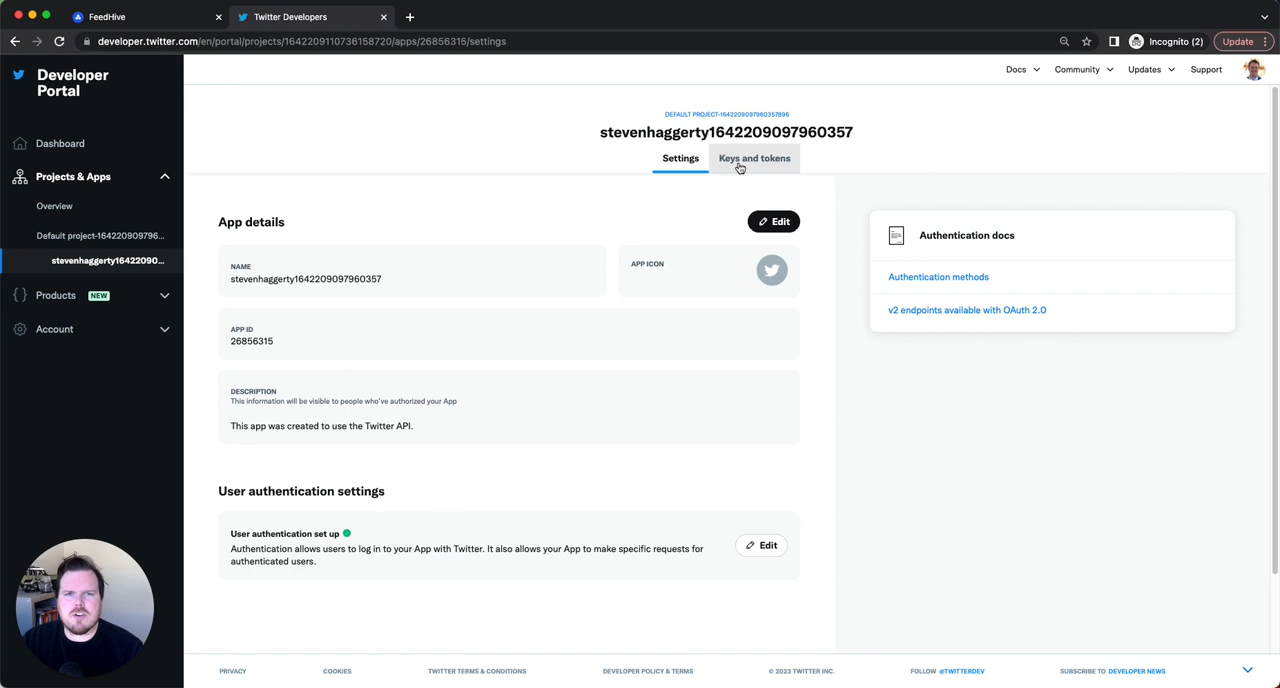 FeedHive
Twitter Developers
developer.twitter.com/en/portal/projects/1642209110736158720/apps/26856315/settings
Incognito (2)
Update
Developer
Portal
Docs
Community
Updates
Support
Dashboard
Projects & Apps
Overview
Default project-164220909796...
stevenhaggerty16422090...
Products
NEW
Account
DEFAULT PROJECT-1642209097960357896
stevenhaggerty1642209097960357
Settings
Keys and tokens
App details
Edit
NAME
stevenhaggerty1642209097960357
APP ICON
APP ID
26856315
DESCRIPTION
This information will be visible to people who've authorized your App
This app was created to use the Twitter API.
User authentication settings
User authentication set up
Authentication allows users to log in to your App with Twitter. It also allows your App to make specific requests for
authenticated users.
Edit
Authentication docs
Authentication methods
v2 endpoints available with OAuth 2.0
PRIVACY
COOKIES
TWITTER TERMS & CONDITIONS
DEVELOPER POLICY & TERMS
© 2023 TWITTER INC.
FOLLOW @TWITTERDEV
SUBSCRIBE TO DEVELOPER NEWS